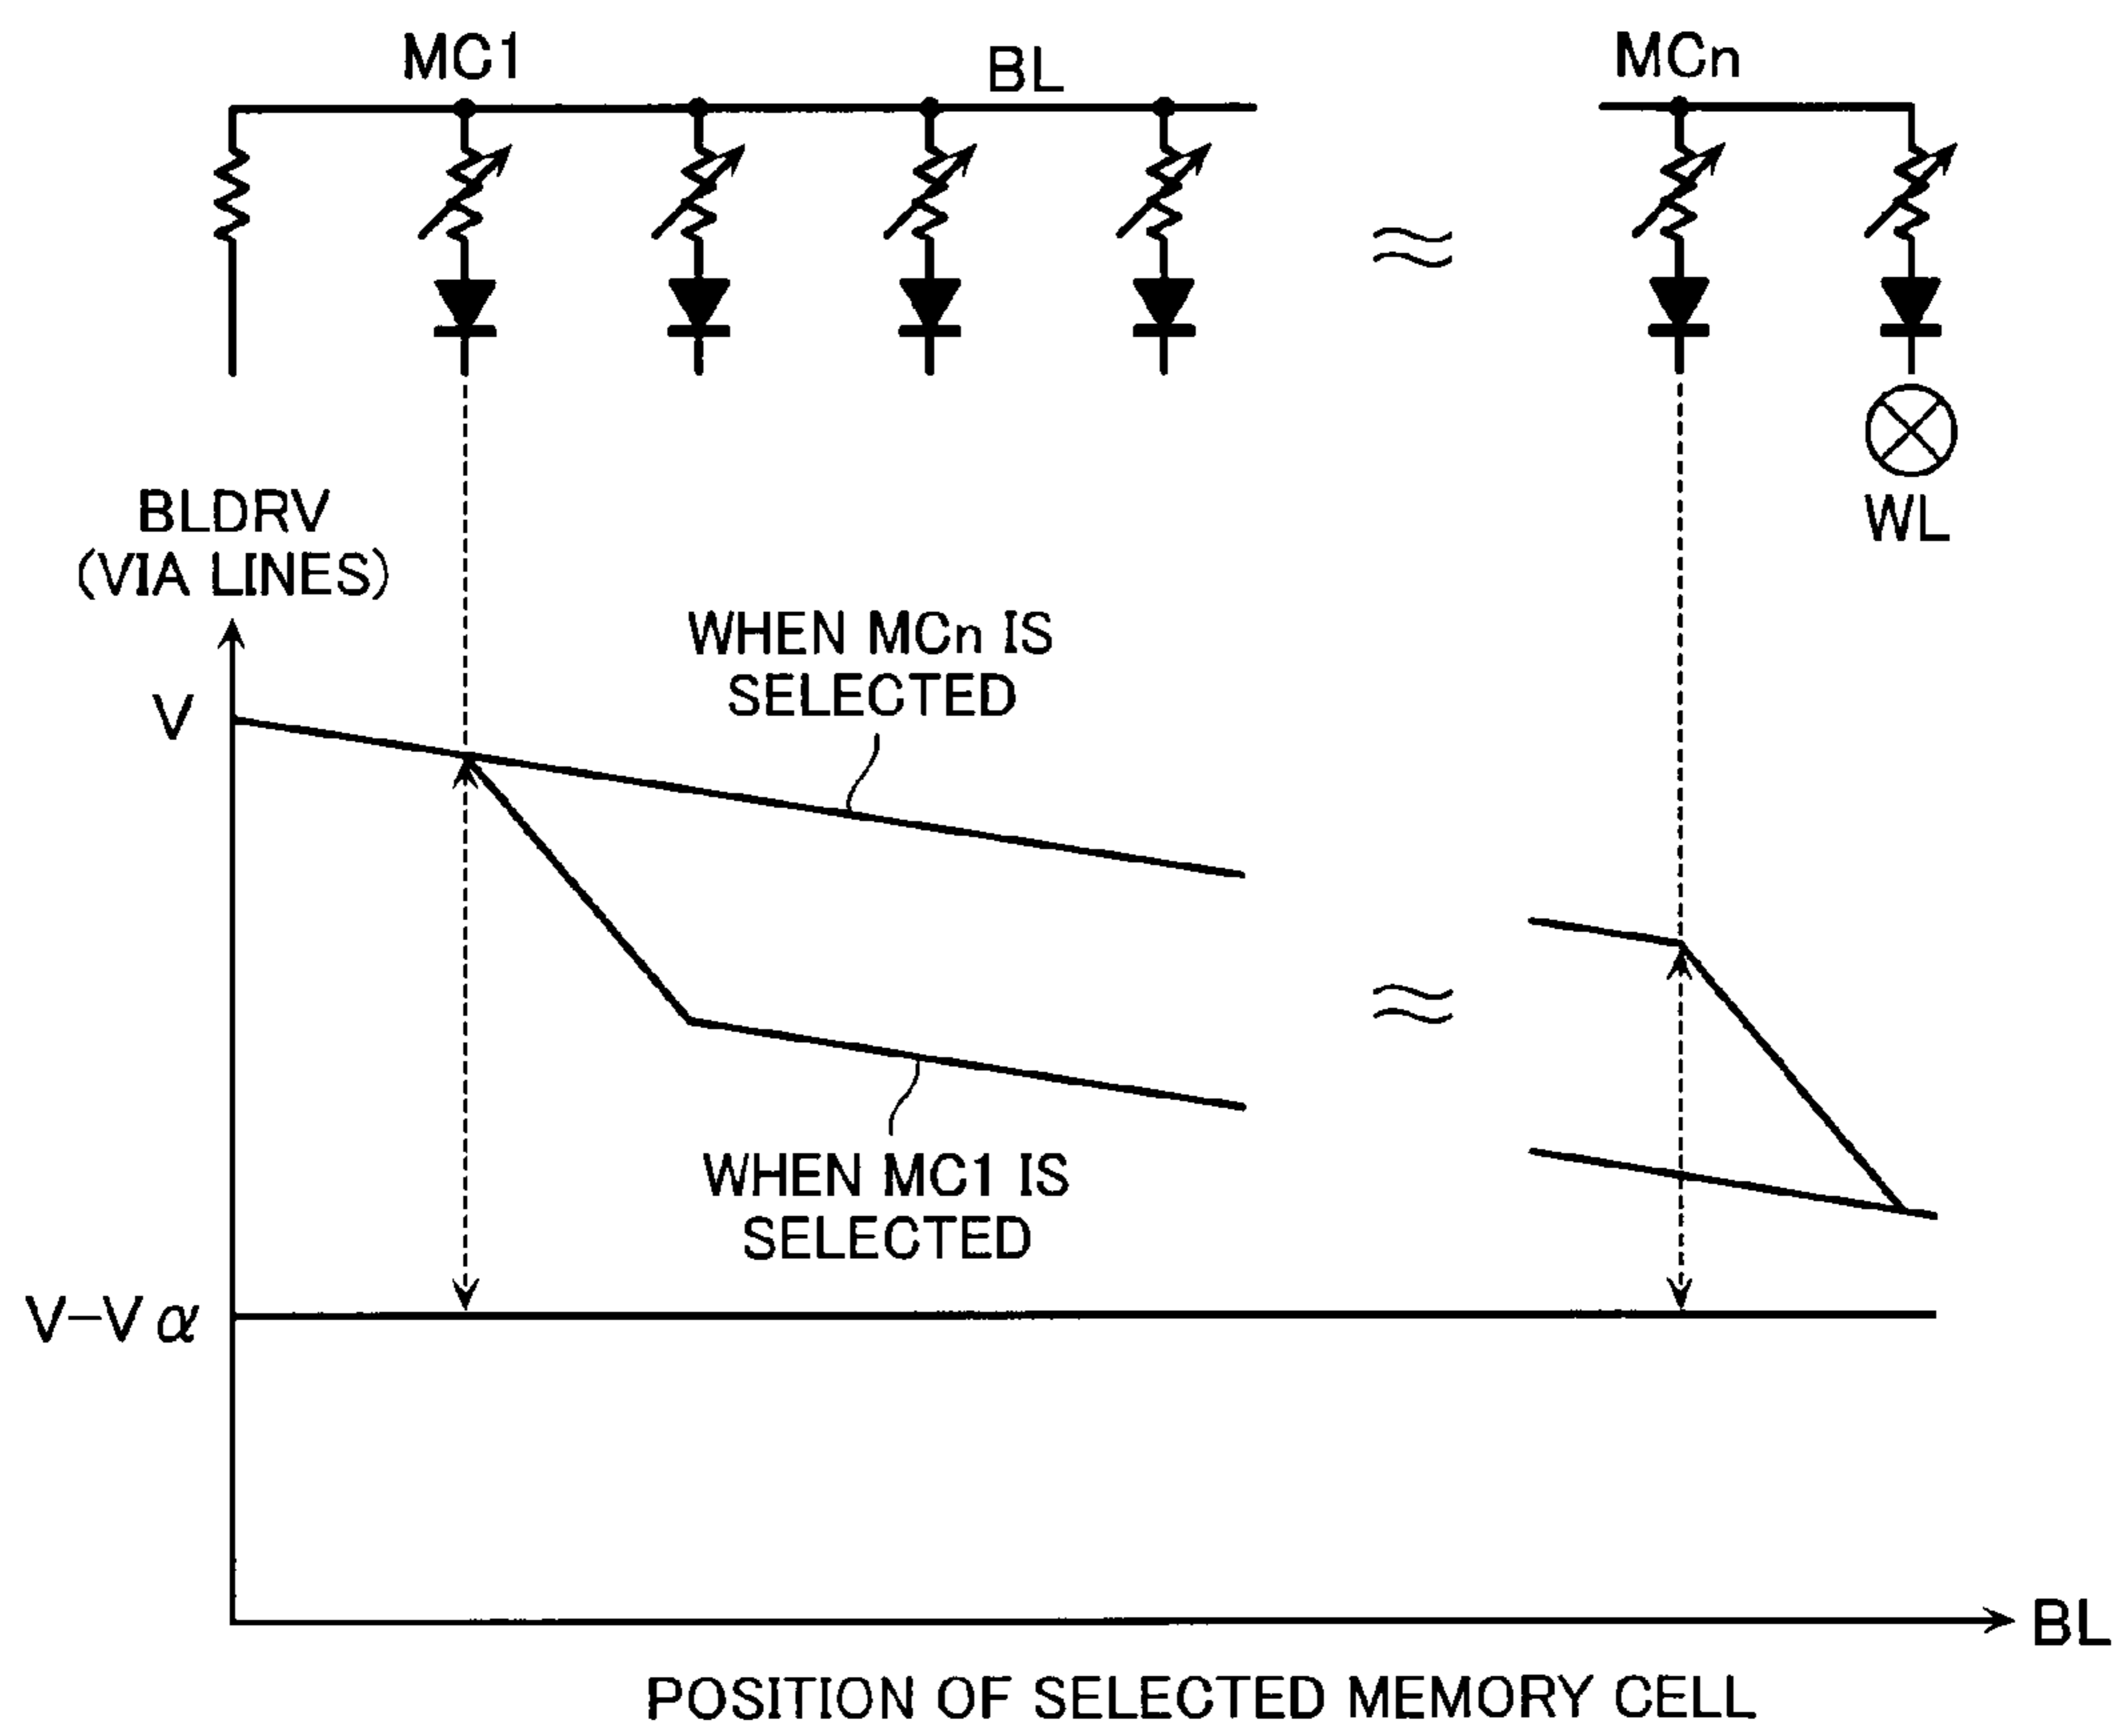 MC1
BL
MCn
WL
BLDRV
(VIA LINES)
WHEN MCn IS
SELECTED
V
WHEN MC1 IS
SELECTED
V-Vα
BL
POSITION OF SELECTED MEMORY CELL